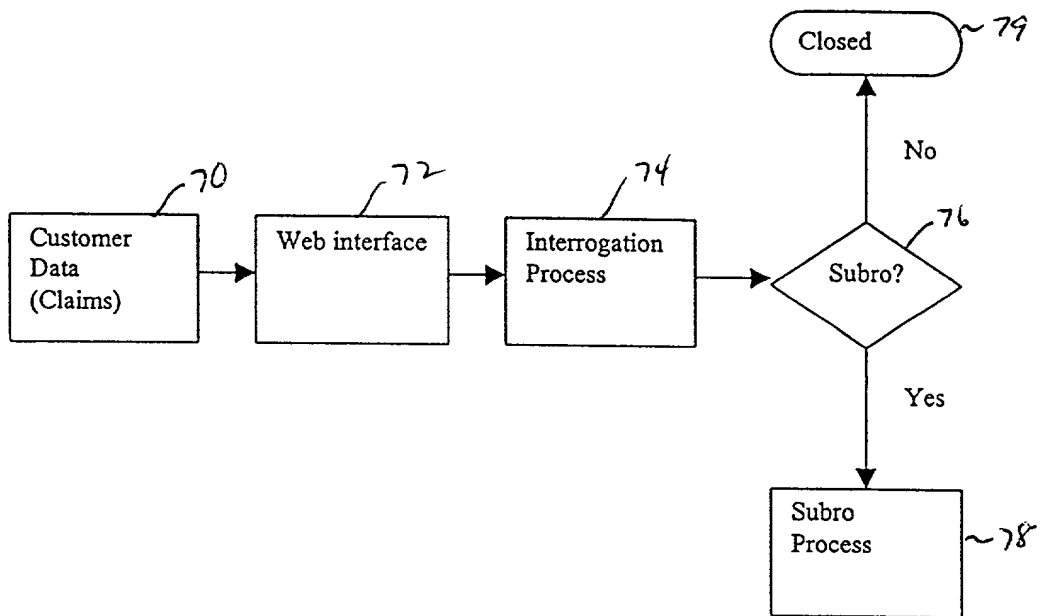 Closed
~79
No
70
72
74
76
Customer
Data
(Claims)
Web interface
Interrogation
Process
Subro?
Yes
Subro
Process
~78